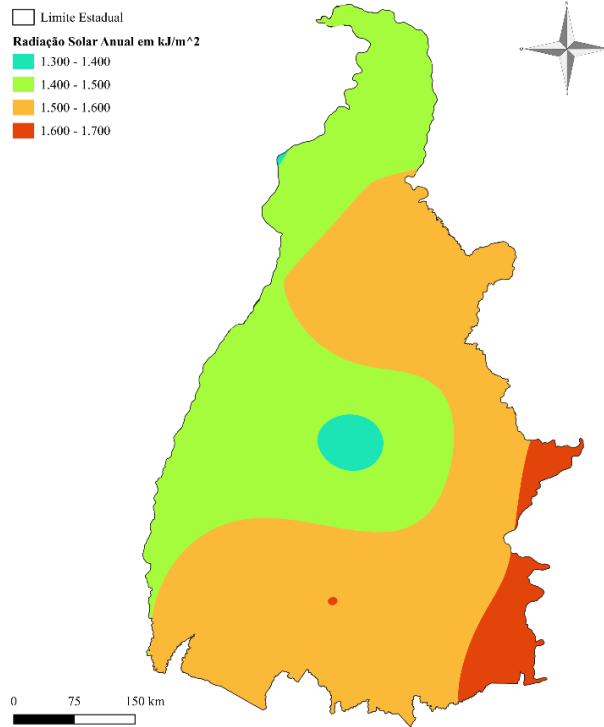 Limite Estadual
Radiação Solar Anual em kJ/m^2
1.300 - 1.400
1.400 - 1.500
1.500 - 1.600
1.600 - 1.700
0 75 150 km